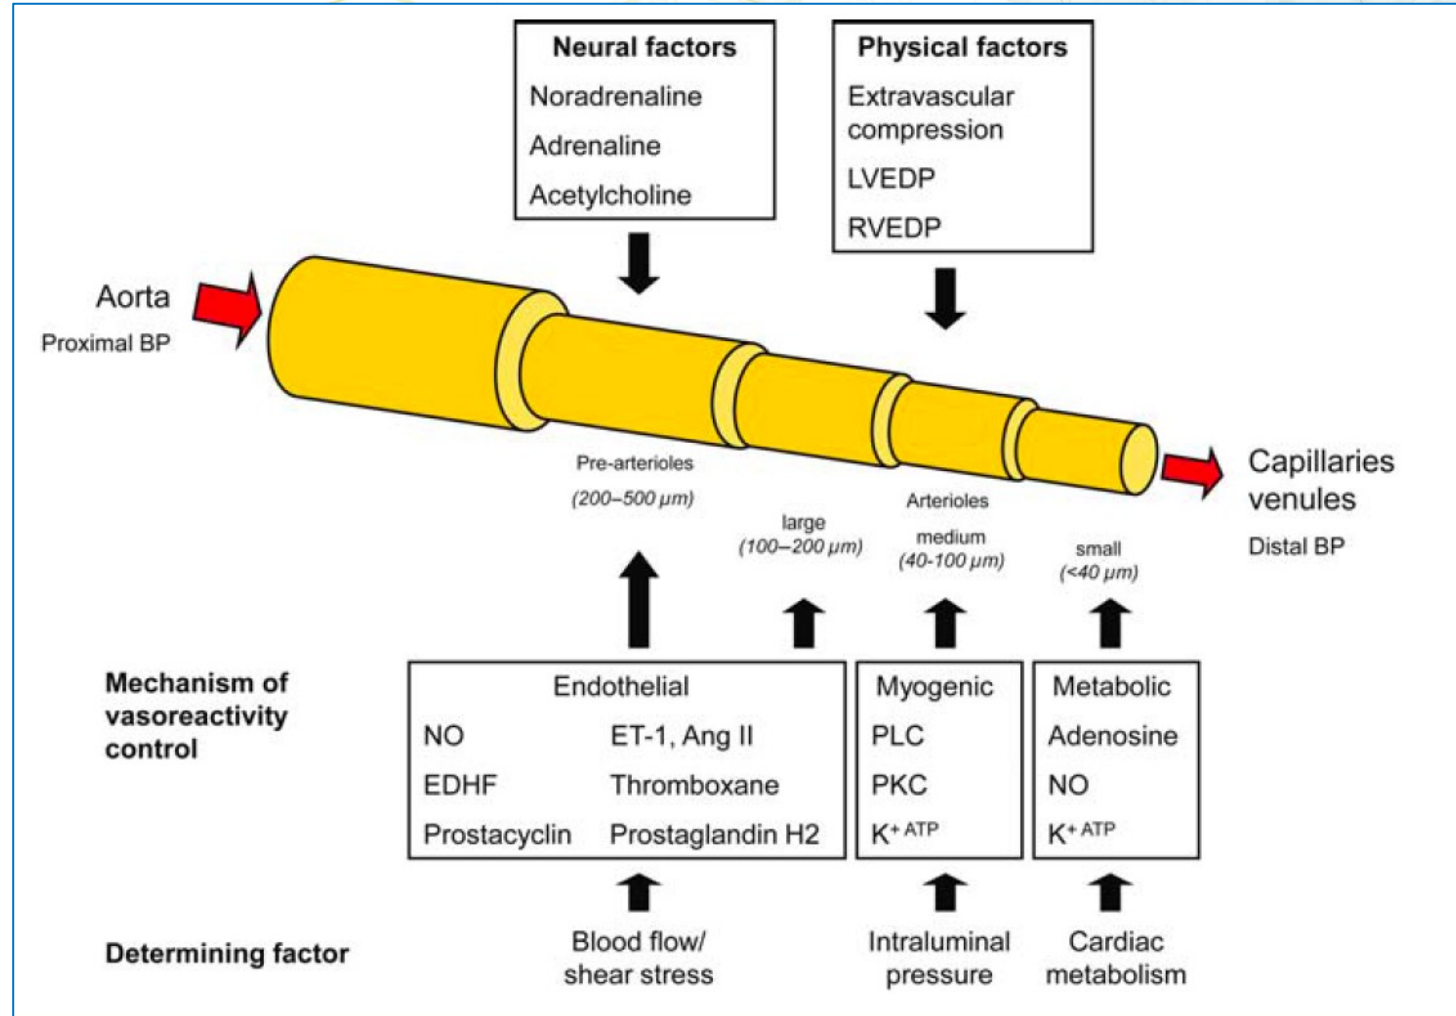 Neural factors
Noradrenaline
Adrenaline
Acetylcholine
Physical factors
Extravascular
compression
LVEDP
RVEDP
Aorta
Proximal BP
Pre-arterioles
(200–500 µm)
large
(100–200 µm)
Arterioles
medium
(40-100 µm)
small
(<40 µm)
Capillaries
venules
Distal BP
Mechanism of
vasoreactivity
control
Endothelial
NO
ET-1, Ang II
EDHF
Thromboxane
Prostacyclin
Prostaglandin H2
Myogenic
PLC
PKC
K+ ATP
Metabolic
Adenosine
NO
K+ ATP
Determining factor
Blood flow/
shear stress
Intraluminal
pressure
Cardiac
metabolism